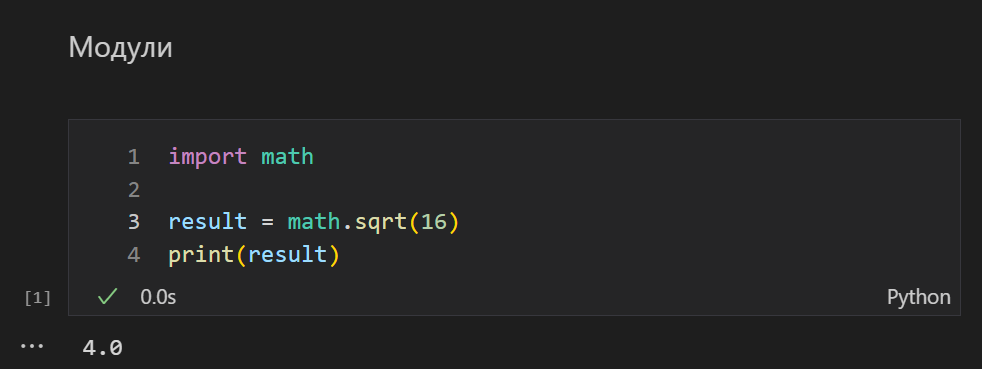 Модули
1 import math
2
3 result = math.sqrt(16)
4 print(result)
[1] 0.0s Python
4.0